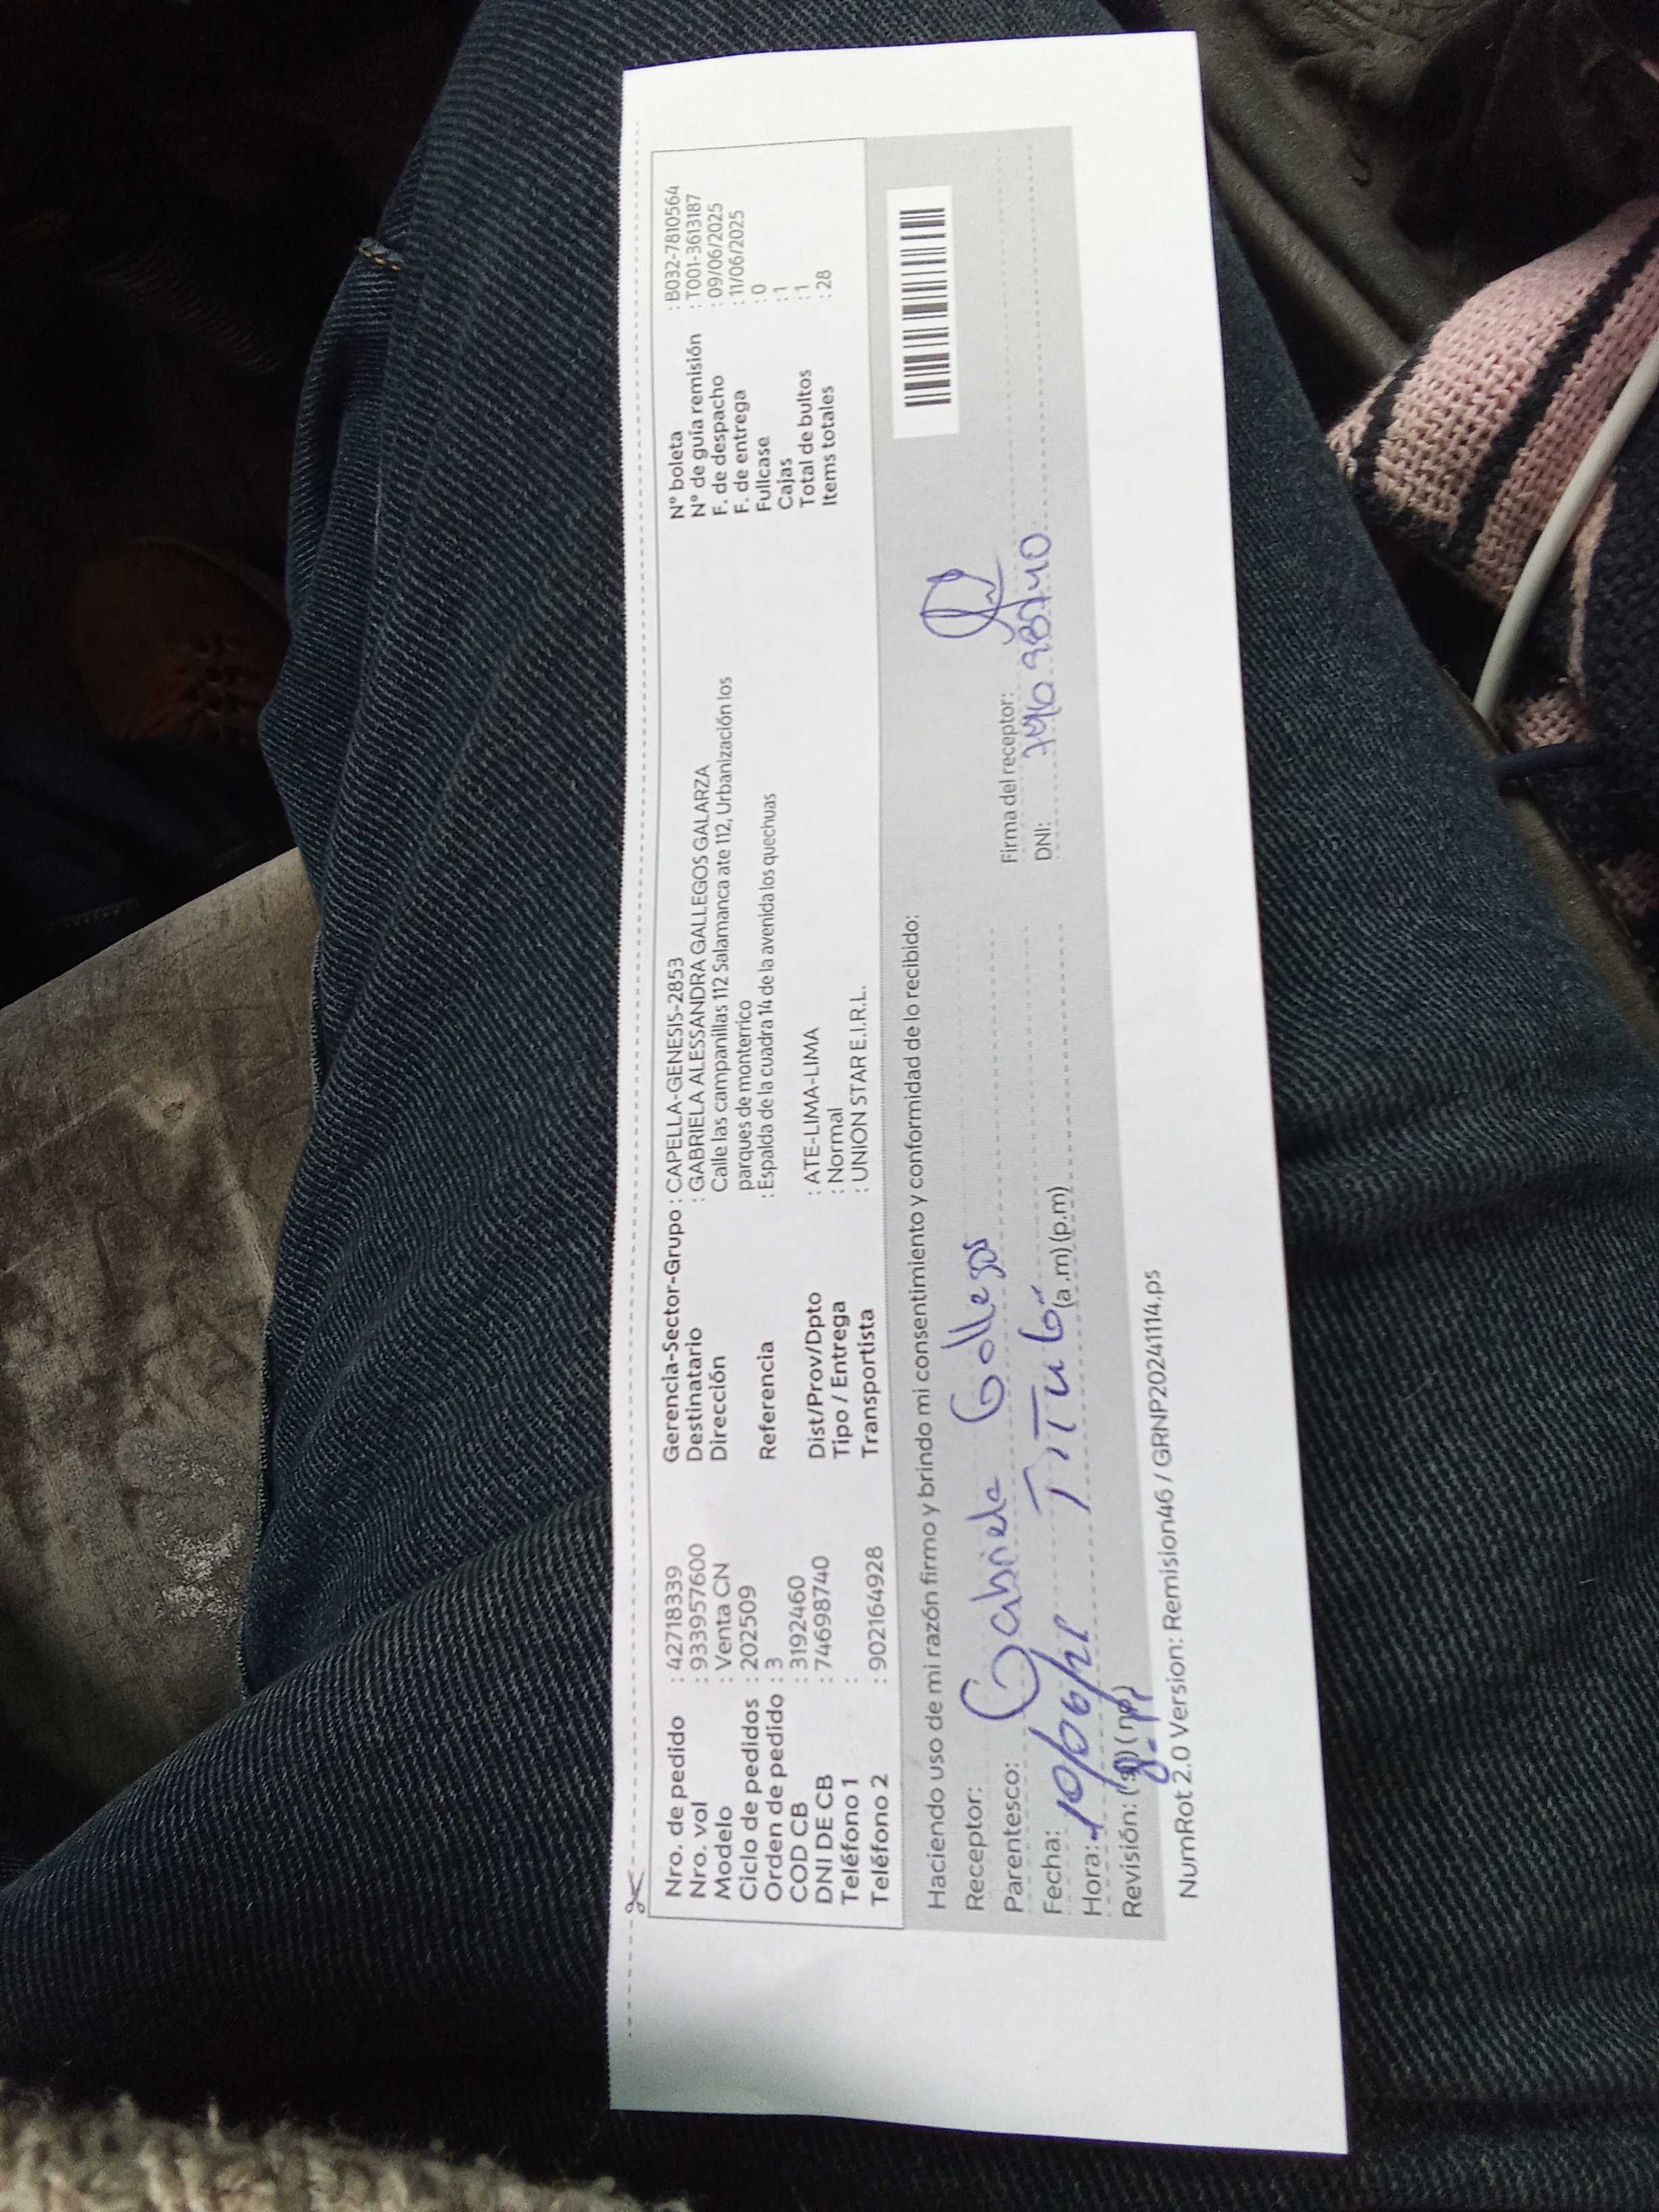 Nro. de pedido : 42718339
Nro. vol : 933957600
Modelo : Venta CN
Ciclo de pedidos : 202509
Orden de pedido : 3
COD CB : 3192460
DNI DE CB : 74698740
Teléfono 1 :
Teléfono 2 : 902164928
Gerencia-Sector-Grupo : CAPELLA-GENESIS-2853
Destinatario : GABRIELA ALESSANDRA GALLEGOS GALARZA
Dirección Calle las campanillas 112 Salamanca ate 112, Urbanización los
parques de monterrico
Referencia : Espalda de la cuadra 14 de la avenida los quechuas
Dist/Prov/Dpto : ATE-LIMA-LIMA
Tipo / Entrega : Normal
Transportista : UNION STAR E.I.R.L.
N° boleta : B032-7810564
N° de guía remisión : T001-3613187
F. de despacho : 09/06/2025
F. de entrega : 11/06/2025
Fullcase : 0
Cajas : 1
Total de bultos : 1
Items totales : 28
Haciendo uso de mi razón firmo y brindo mi consentimiento y conformidad de lo recibido:
Receptor: Gabriela Gallegos
Parentesco: Titular
Fecha: 10/06/
Hora: (a.m) (p.m)
Revisión: (si) (no)
Firma del receptor:
DNI:
NumRot 2.0 Version: Remision46 / GRNP20241114.ps